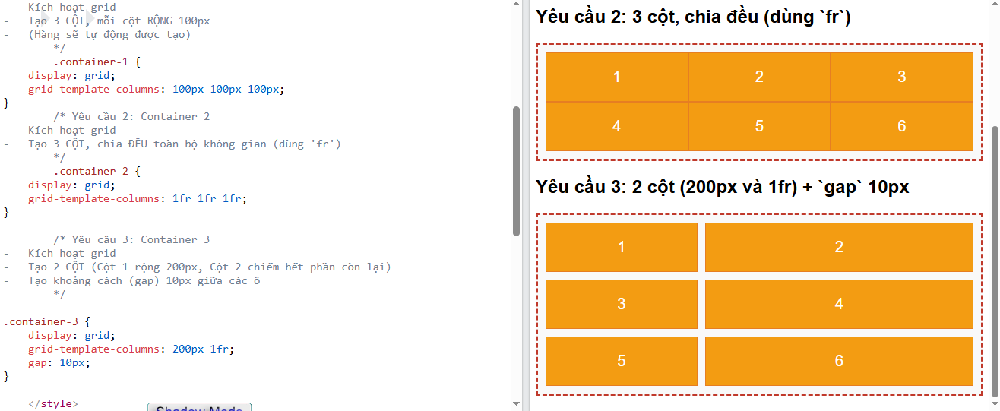 -   Kích hoạt grid
-   Tạo 3 CỘT, mỗi cột RỘNG 100px
-   (Hàng sẽ tự động được tạo)
        */
        .container-1 {
    display: grid;
    grid-template-columns: 100px 100px 100px;
}
        /* Yêu cầu 2: Container 2
-   Kích hoạt grid
-   Tạo 3 CỘT, chia ĐỀU toàn bộ không gian (dùng 'fr')
        */
        .container-2 {
    display: grid;
    grid-template-columns: 1fr 1fr 1fr;
}
        /* Yêu cầu 3: Container 3
-   Kích hoạt grid
-   Tạo 2 CỘT (Cột 1 rộng 200px, Cột 2 chiếm hết phần còn lại)
-   Tạo khoảng cách (gap) 10px giữa các ô
        */
.container-3 {
    display: grid;
    grid-template-columns: 200px 1fr;
    gap: 10px;
}
    </style>
Shadow Mode
Yêu cầu 2: 3 cột, chia đều (dùng `fr`)
1 2 3
4 5 6
Yêu cầu 3: 2 cột (200px và 1fr) + `gap` 10px
1 2
3 4
5 6